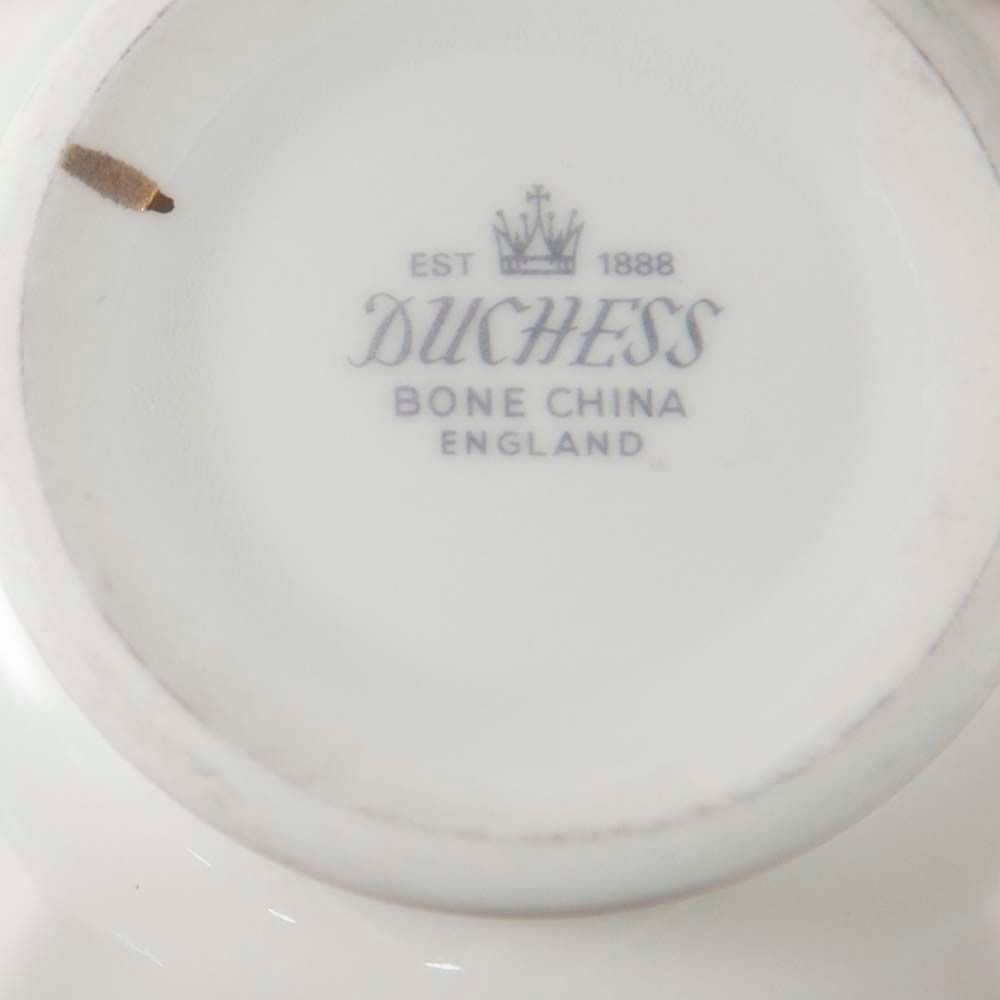 EST 1888
DUCHESS
BONE CHINA
ENGLAND